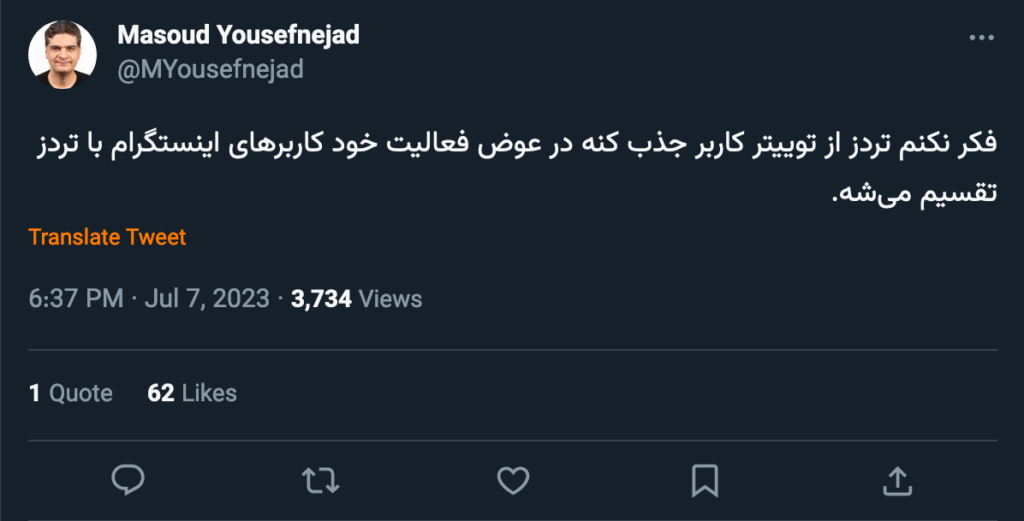 Masoud Yousefnejad
@MYousefnejad
فکر نکنم تردز از توییتر کاربر جذب کنه در عوض فعالیت خود کاربرهای اینستگرام با تردز
تقسیم می‌شه.
Translate Tweet
6:37 PM · Jul 7, 2023 · 3,734 Views
1 Quote 62 Likes